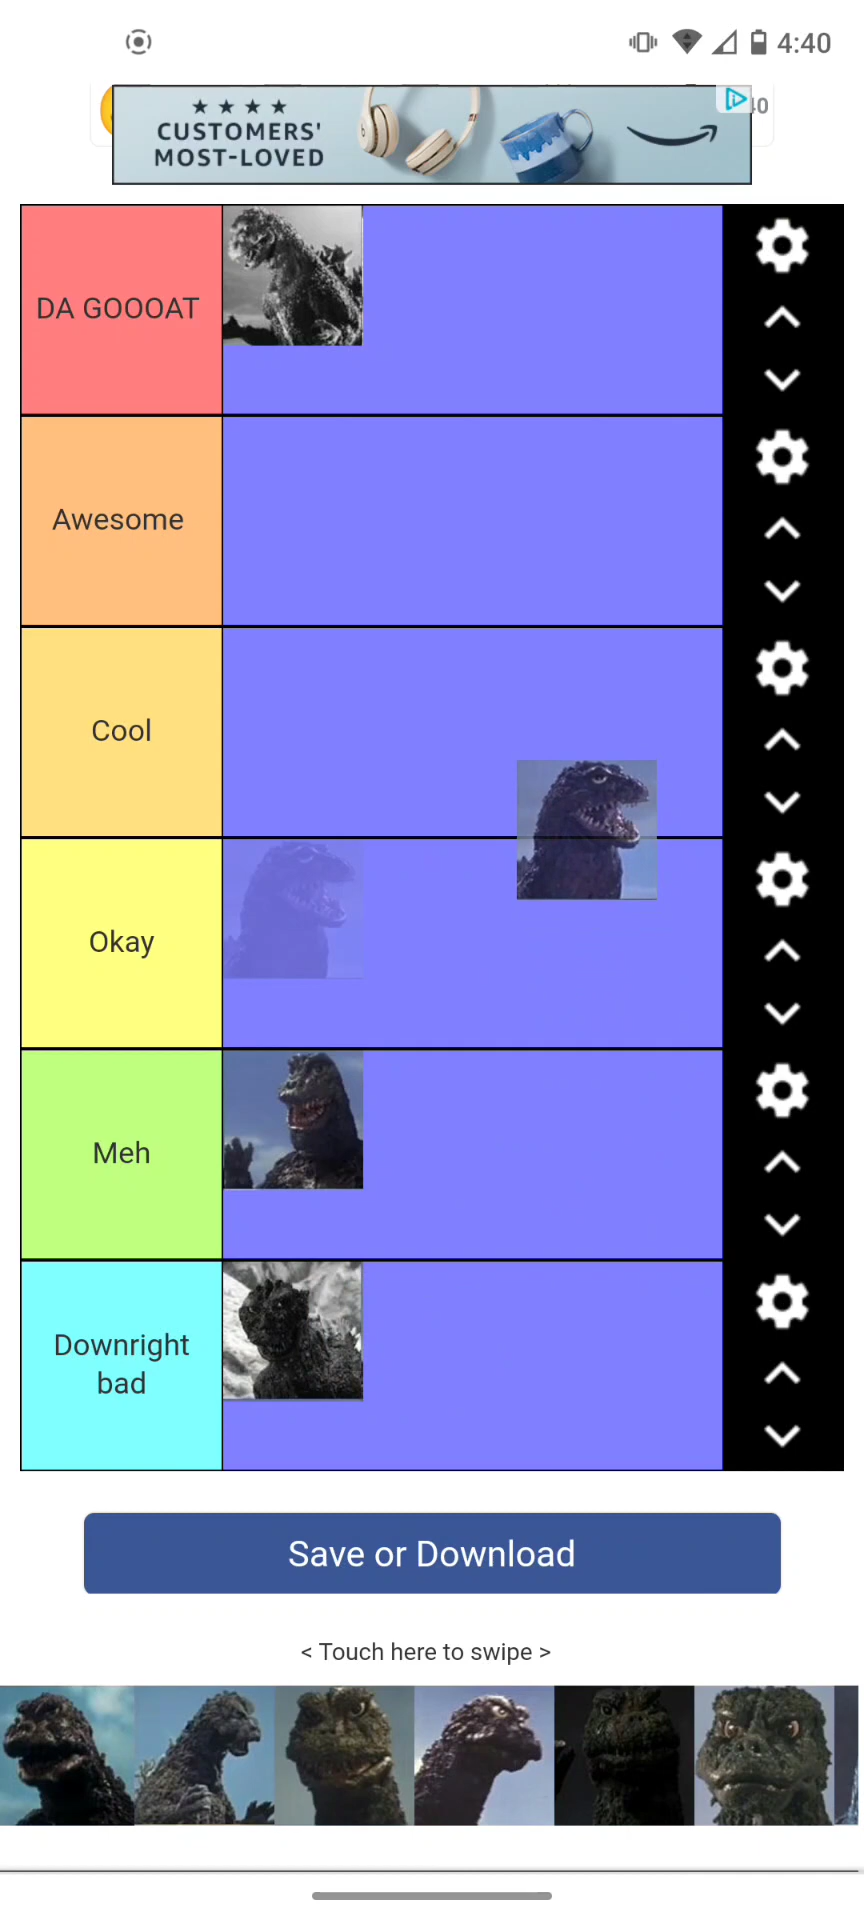 4:40
★ ★ ★ ★
CUSTOMERS'
MOST-LOVED
DA GOOOAT
Awesome
Cool
Okay
Meh
Downright
bad
Save or Download
< Touch here to swipe >